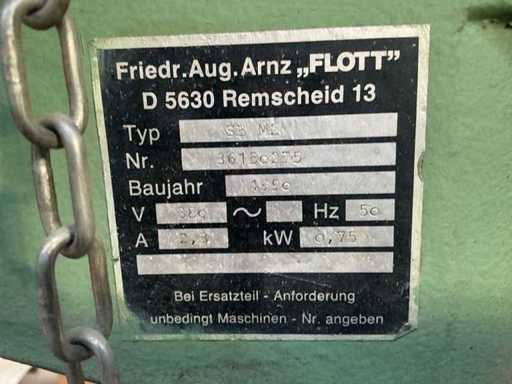 Friedr.Aug.Arnz „FLOTT”
D 5630 Remscheid 13
Typ
Nr.
Baujahr
V 380 ~ Hz 50
A kW 0,75
Bei Ersatzteil - Anforderung
unbedingt Maschinen - Nr. angeben